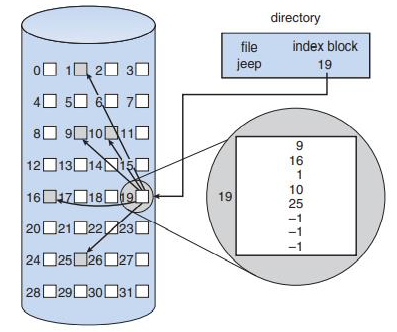 directory
file index block
jeep 19
0 1 2 3
4 5 6 7
8 9 10 11
12 13 14 15
16 17 18 19
20 21 22 23
24 25 26 27
28 29 30 31
19
9
16
1
10
25
–1
–1
–1